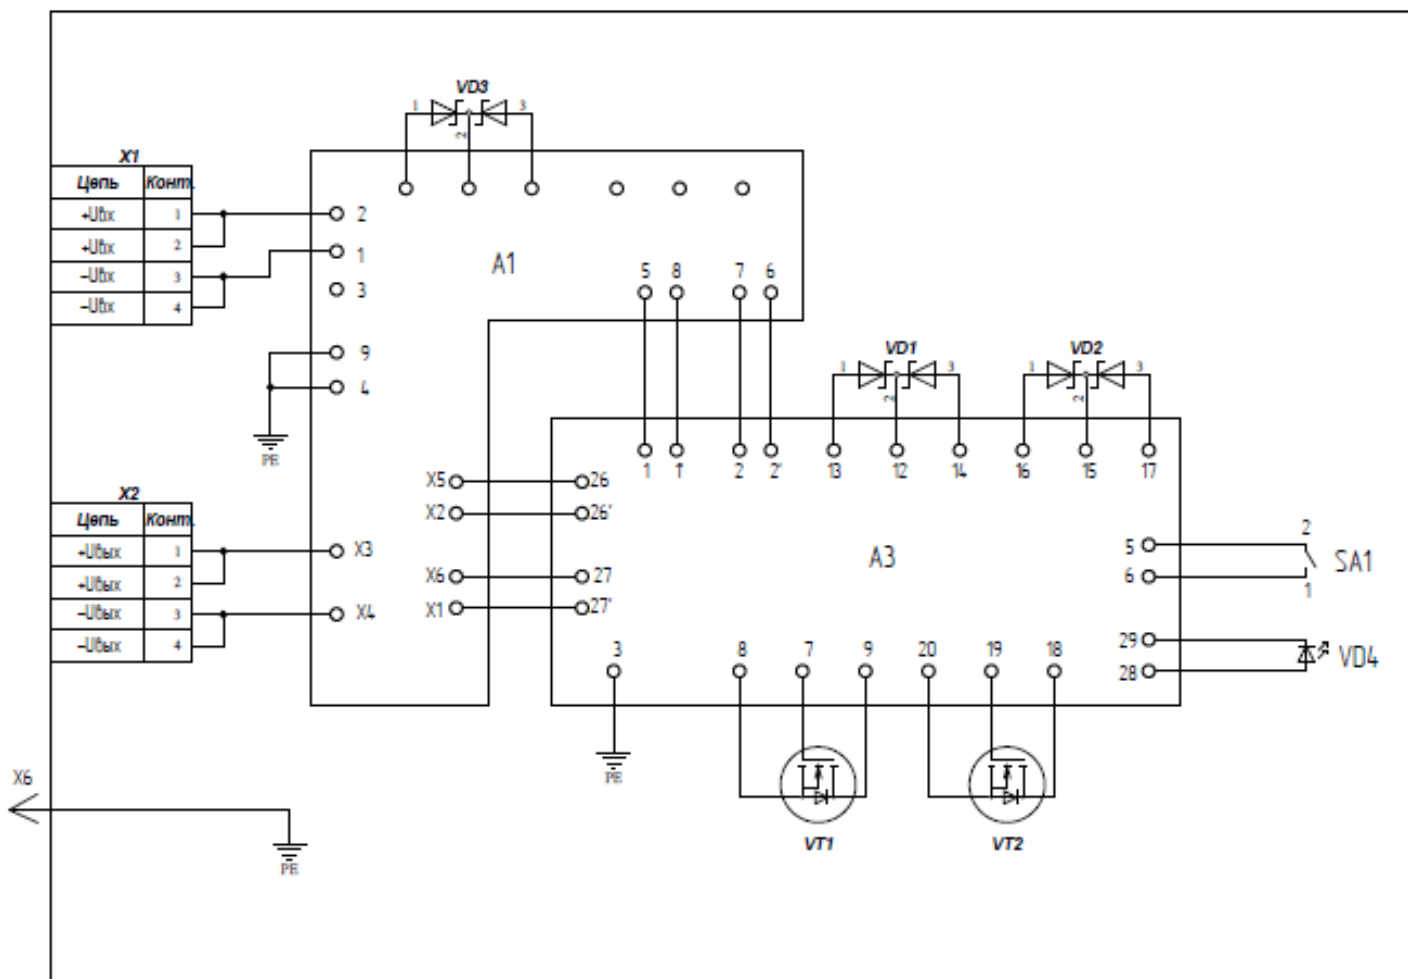 VD3
1 3
2
X1
Цепь Конт.
+Uвх 1
+Uвх 2
-Uвх 3
-Uвх 4
2
1
3
9
4
A1
5 8 7 6
PE
VD1
1 3
2
VD2
1 3
2
1 1' 2 2' 13 12 14 16 15 17
X5 26
X2 26'
X6 27
X1 27'
X2
Цепь Конт.
+Uвых 1
+Uвых 2
-Uвых 3
-Uвых 4
X3
X4
A3
5
6
2
SA1
1
29
28
VD4
3 8 7 9 20 19 18
PE
VT1 VT2
X6
PE